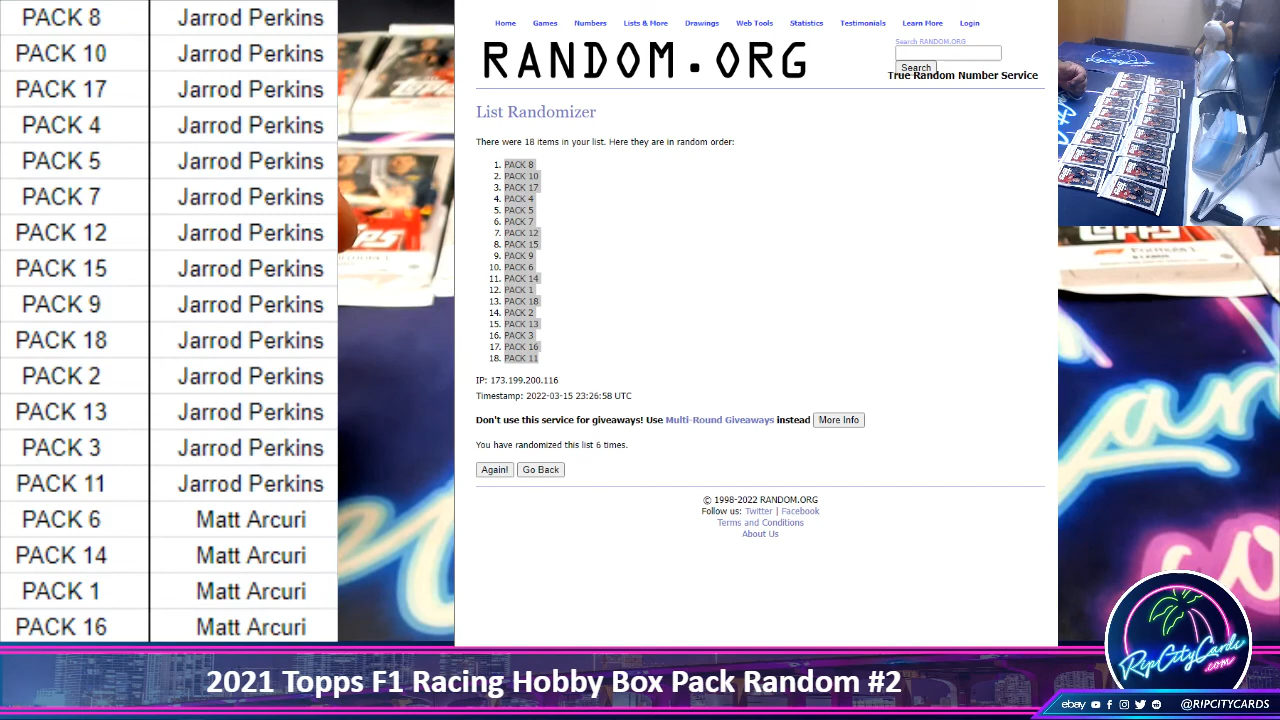 PACK 8 Jarrod Perkins
PACK 10 Jarrod Perkins
PACK 17 Jarrod Perkins
PACK 4 Jarrod Perkins
PACK 5 Jarrod Perkins
PACK 7 Jarrod Perkins
PACK 12 Jarrod Perkins
PACK 15 Jarrod Perkins
PACK 9 Jarrod Perkins
PACK 18 Jarrod Perkins
PACK 2 Jarrod Perkins
PACK 13 Jarrod Perkins
PACK 3 Jarrod Perkins
PACK 11 Jarrod Perkins
PACK 6 Matt Arcuri
PACK 14 Matt Arcuri
PACK 1 Matt Arcuri
PACK 16 Matt Arcuri
Home Games Numbers Lists & More Drawings Web Tools Statistics Testimonials Learn More Login
RANDOM.ORG
Search RANDOM.ORG
Search
True Random Number Service
List Randomizer
There were 18 items in your list. Here they are in random order:
1. PACK 8
2. PACK 10
3. PACK 17
4. PACK 4
5. PACK 5
6. PACK 7
7. PACK 12
8. PACK 15
9. PACK 9
10. PACK 6
11. PACK 14
12. PACK 1
13. PACK 18
14. PACK 2
15. PACK 13
16. PACK 3
17. PACK 16
18. PACK 11
IP: 173.199.200.116
Timestamp: 2022-03-15 23:26:58 UTC
Don't use this service for giveaways! Use Multi-Round Giveaways instead More Info
You have randomized this list 6 times.
Again! Go Back
© 1998-2022 RANDOM.ORG
Follow us: Twitter | Facebook
Terms and Conditions
About Us
2021 Topps F1 Racing Hobby Box Pack Random #2
RipCityCards
.com
ebay @RIPCITYCARDS